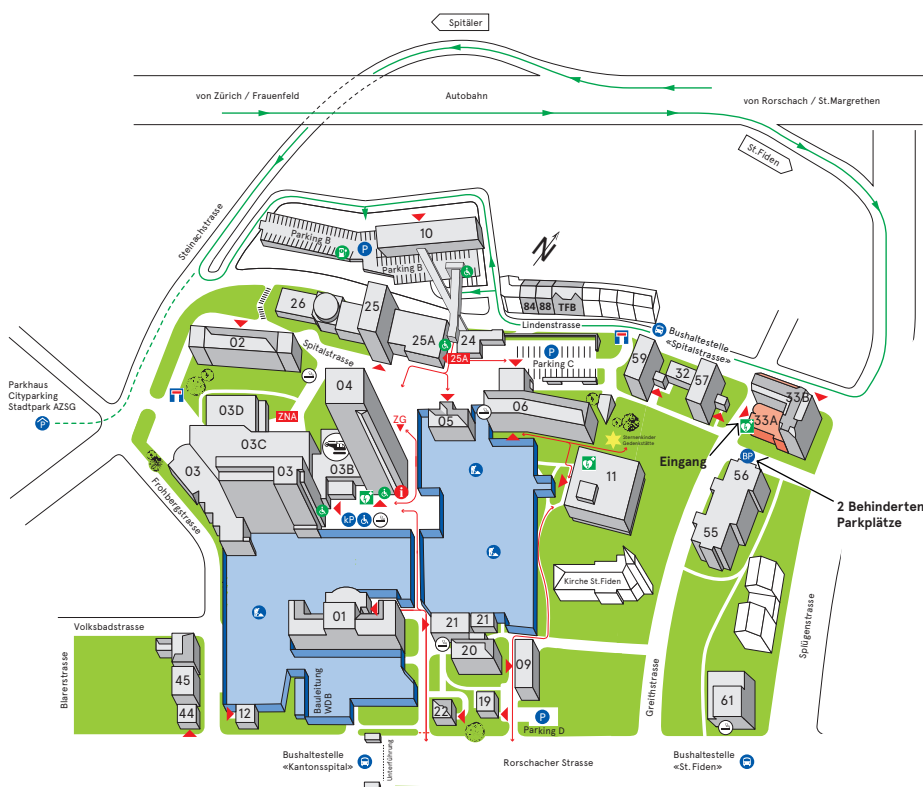 Spitäler
von Zürich / Frauenfeld
Autobahn
von Rorschach / St.Margrethen
St.Fiden
Steinachstrasse
Parking B
P
10
Parking B
N
84 88 TFB
26
25
25A
24
Lindenstrasse
Bushaltestelle
«Spitalstrasse»
02
Spitalstrasse
25A
P
Parking C
59
32
57
33B
33A
Parkhaus
Cityparking
Stadtpark AZSG
P
04
03D
ZNA
ZG
05
06
Sternenkinder
Gedenkstätte
Eingang
03C
03
03
03B
i
kP
11
BP
56
55
2 Behinderten
Parkplätze
Frohbergstrasse
Kirche St.Fiden
01
21
21
20
09
Volksbadstrasse
Blarerstrasse
45
44
12
Bauleitung
WDB
22
19
P
Parking D
Greithstrasse
Splügenstrasse
61
Bushaltestelle
«Kantonsspital»
Unterführung
Rorschacher Strasse
Bushaltestelle
«St.Fiden»